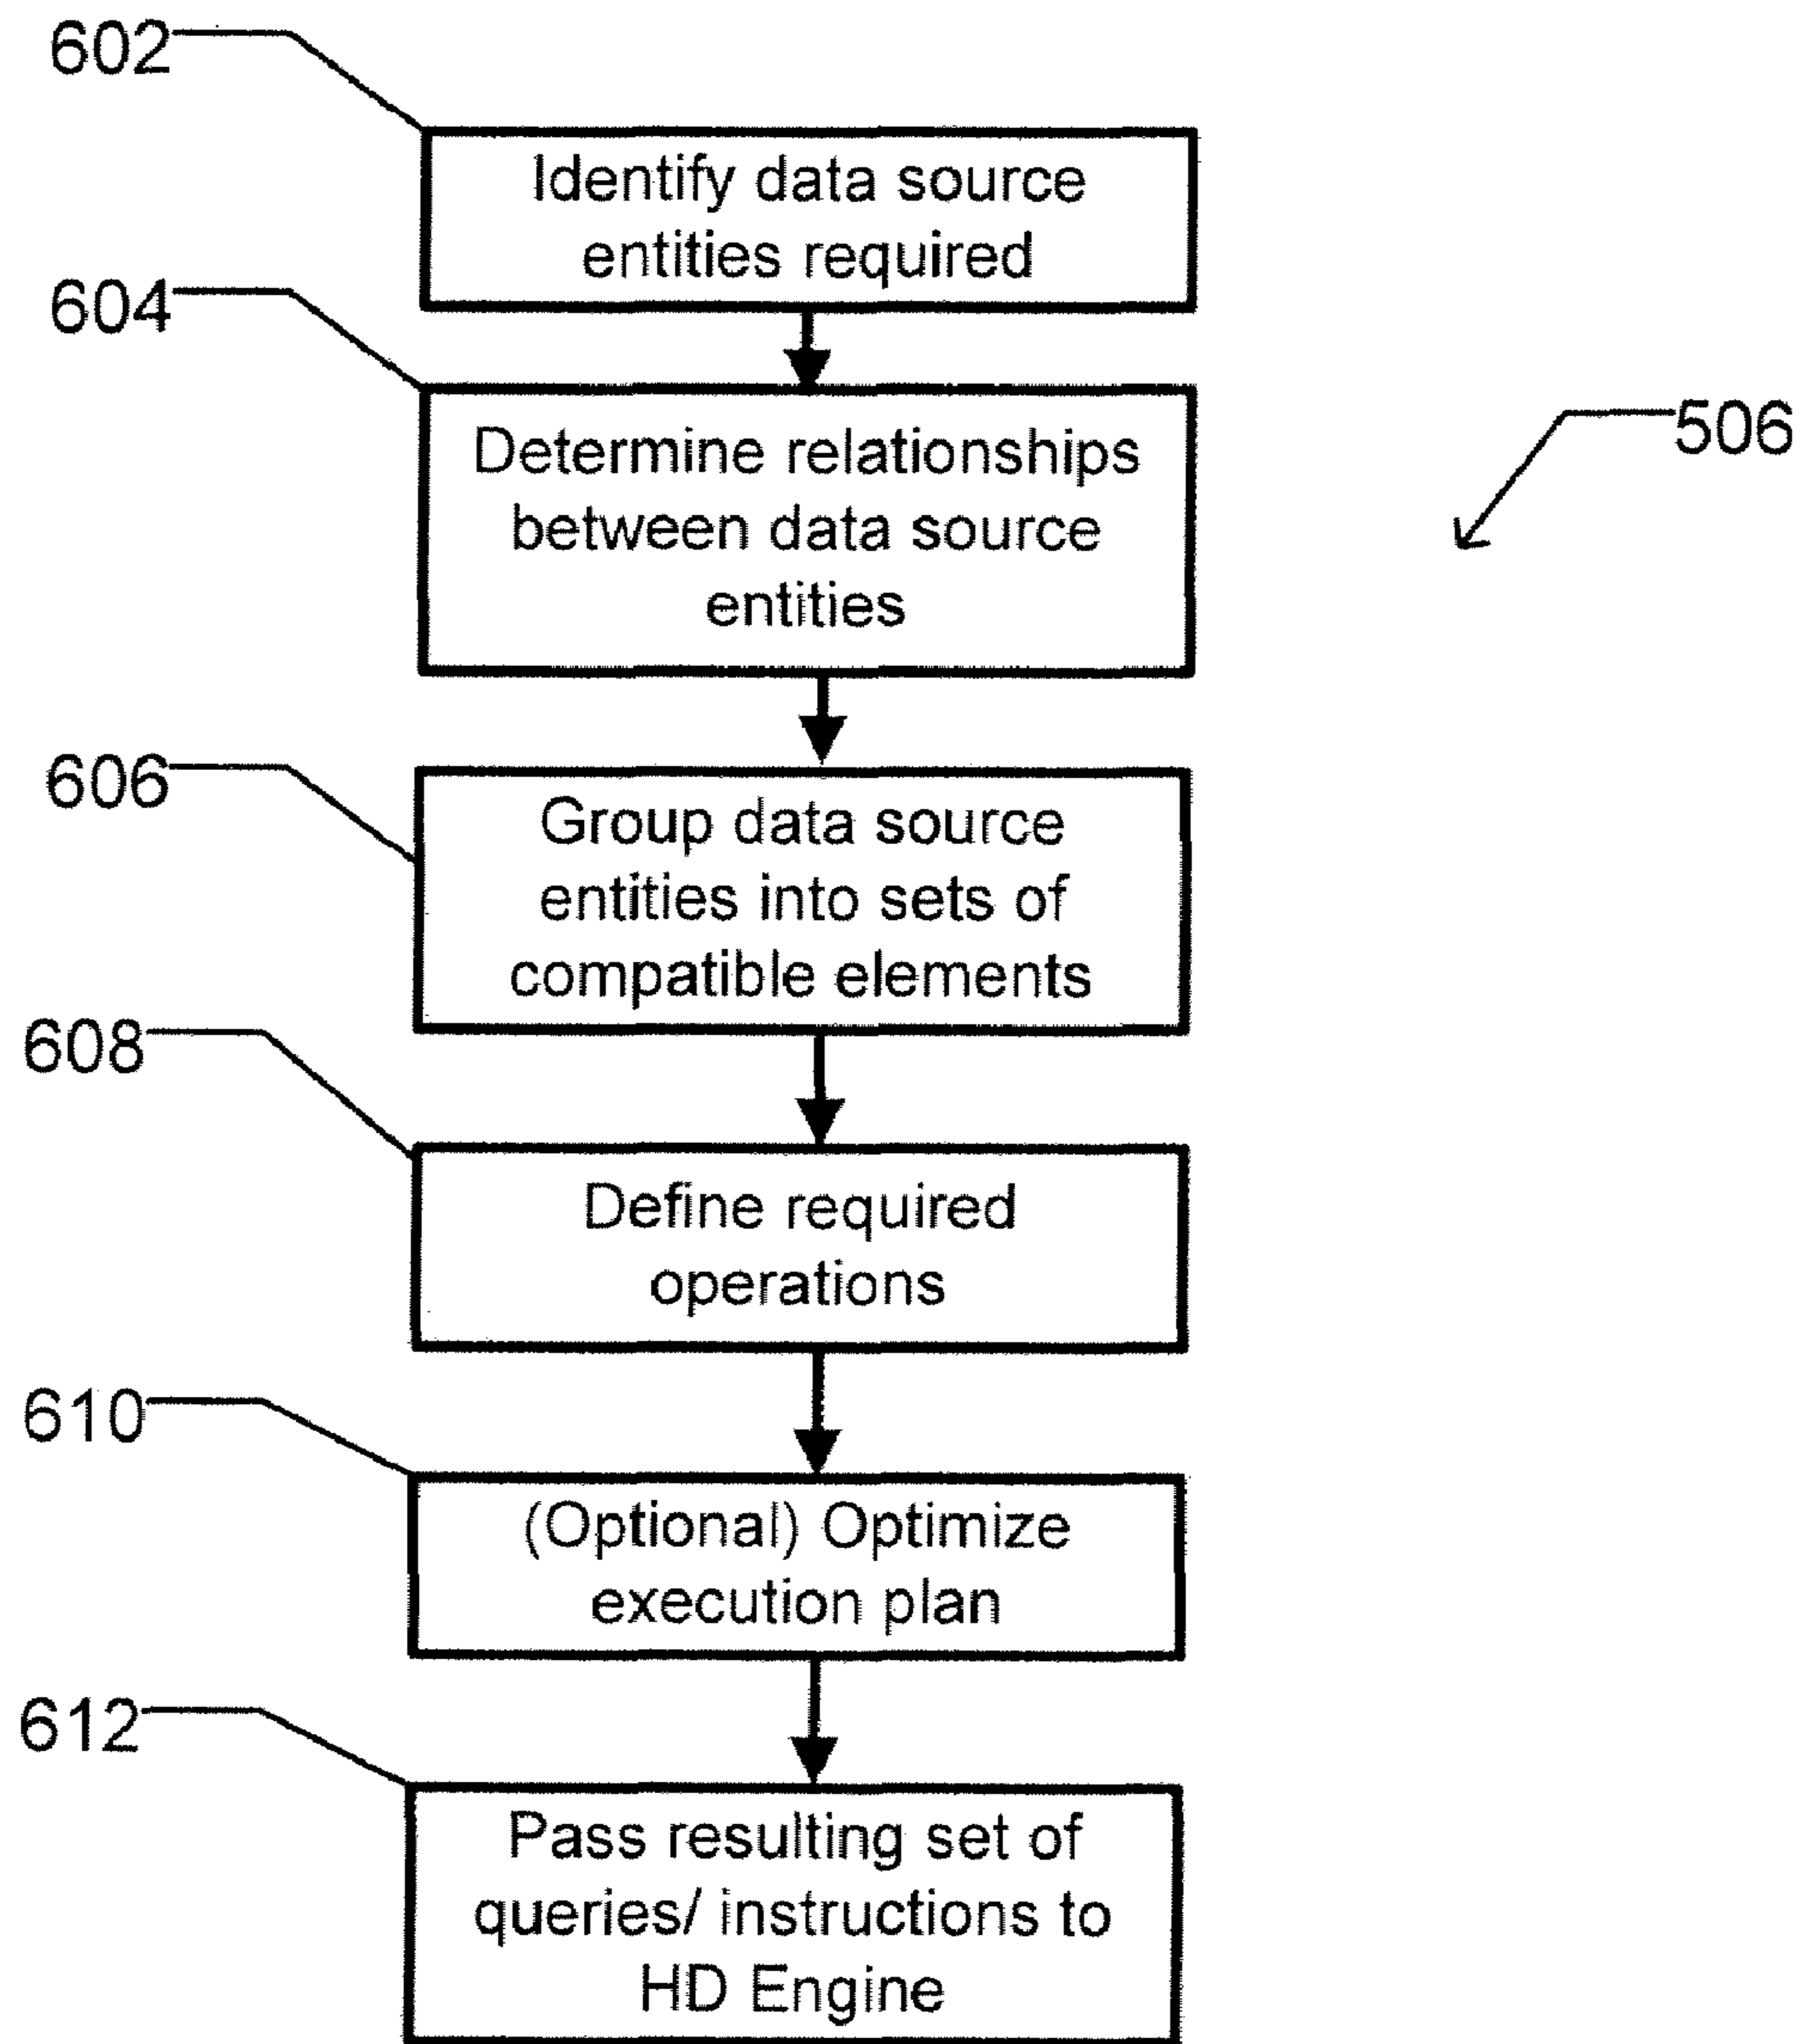 602
Identify data source
entities required
604
Determine relationships
between data source
entities
506
606
Group data source
entities into sets of
compatible elements
608
Define required
operations
610
(Optional) Optimize
execution plan
612
Pass resulting set of
queries/ instructions to
HD Engine